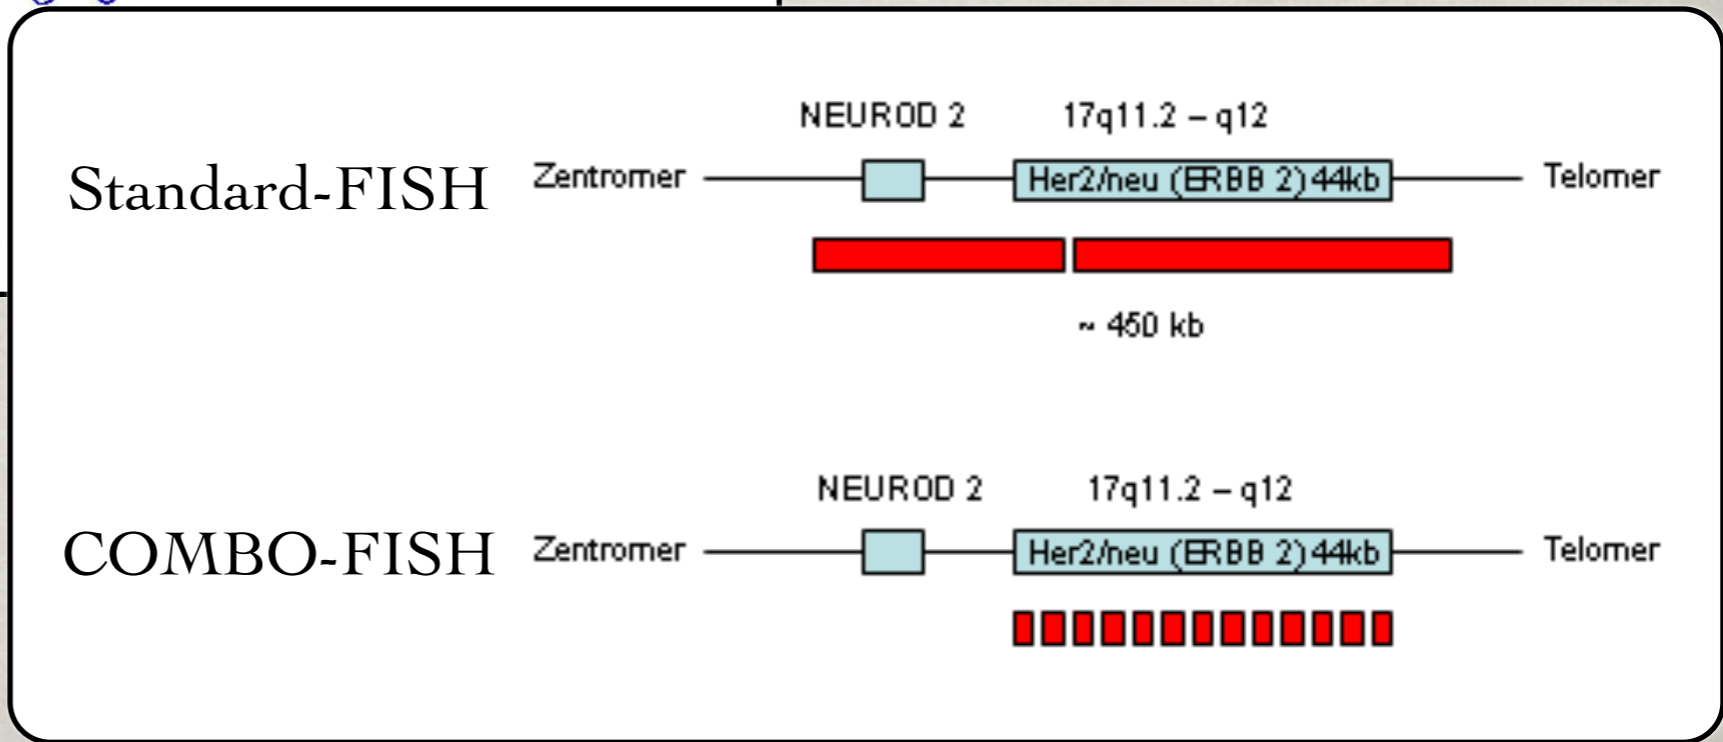 NEUROD 2 17q11.2 – q12
Standard-FISH Zentromer Her2/neu (ERBB 2) 44kb Telomer
~ 450 kb
NEUROD 2 17q11.2 – q12
COMBO-FISH Zentromer Her2/neu (ERBB 2) 44kb Telomer